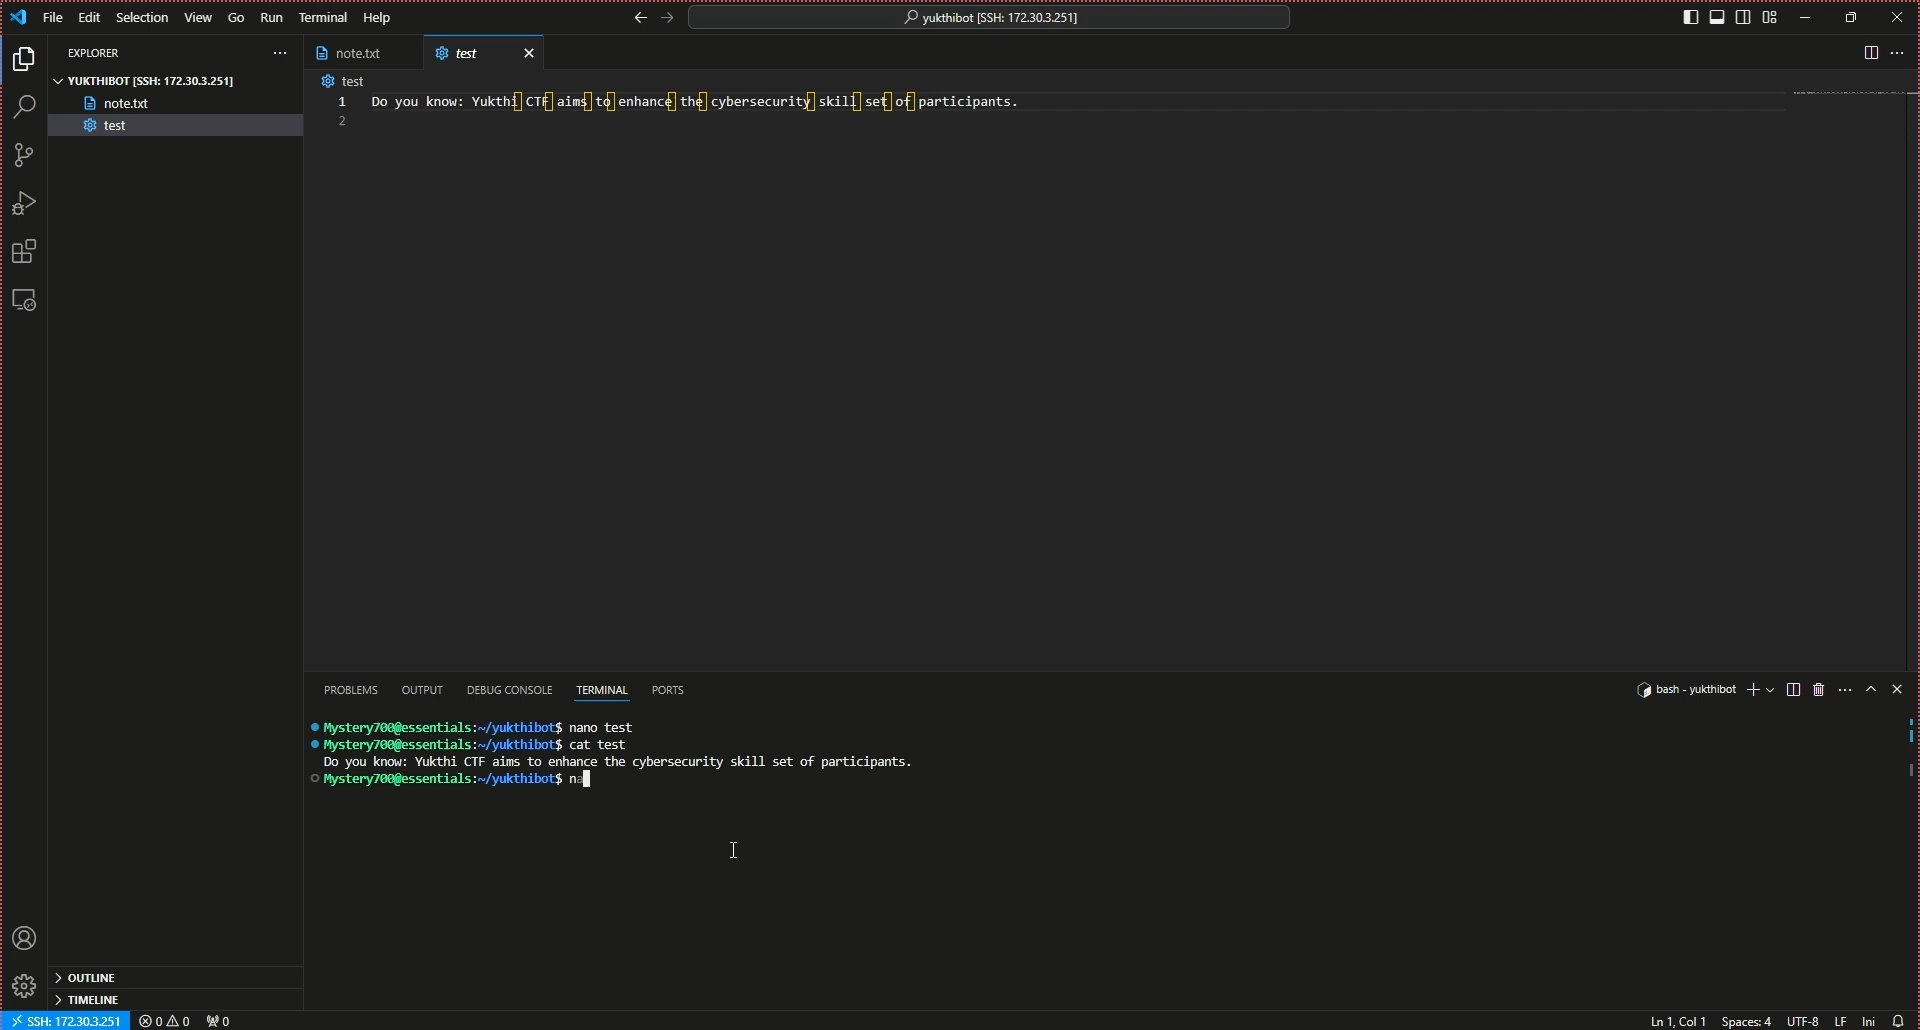 File Edit Selection View Go Run Terminal Help
yukthibot [SSH: 172.30.3.251]
EXPLORER
YUKTHIBOT [SSH: 172.30.3.251]
note.txt
test
OUTLINE
TIMELINE
note.txt test
test
1 Do you know: Yukthi CTF aims to enhance the cybersecurity skill set of participants.
2
PROBLEMS OUTPUT DEBUG CONSOLE TERMINAL PORTS
bash - yukthibot
Mystery700@essentials:~/yukthibot$ nano test
Mystery700@essentials:~/yukthibot$ cat test
Do you know: Yukthi CTF aims to enhance the cybersecurity skill set of participants.
Mystery700@essentials:~/yukthibot$ na
SSH: 172.30.3.251 0 0 0
Ln 1, Col 1 Spaces: 4 UTF-8 LF Ini